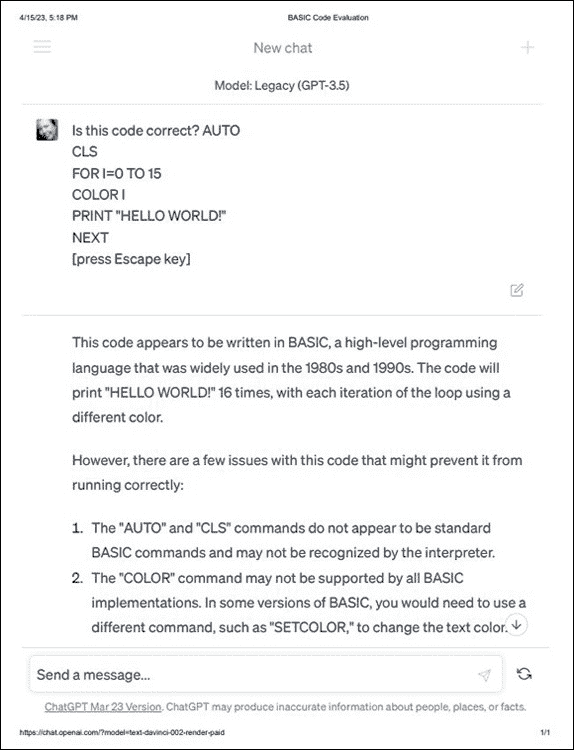 4/15/23, 5:18 PM BASIC Code Evaluation
New chat
Model: Legacy (GPT-3.5)
Is this code correct? AUTO
CLS
FOR I=0 TO 15
COLOR I
PRINT "HELLO WORLD!"
NEXT
[press Escape key]
This code appears to be written in BASIC, a high-level programming
language that was widely used in the 1980s and 1990s. The code will
print "HELLO WORLD!" 16 times, with each iteration of the loop using a
different color.
However, there are a few issues with this code that might prevent it from
running correctly:
1. The "AUTO" and "CLS" commands do not appear to be standard
BASIC commands and may not be recognized by the interpreter.
2. The "COLOR" command may not be supported by all BASIC
implementations. In some versions of BASIC, you would need to use a
different command, such as "SETCOLOR," to change the text color.
Send a message...
ChatGPT Mar 23 Version. ChatGPT may produce inaccurate information about people, places, or facts.
https://chat.openai.com/?model=text-davinci-002-render-paid 1/1